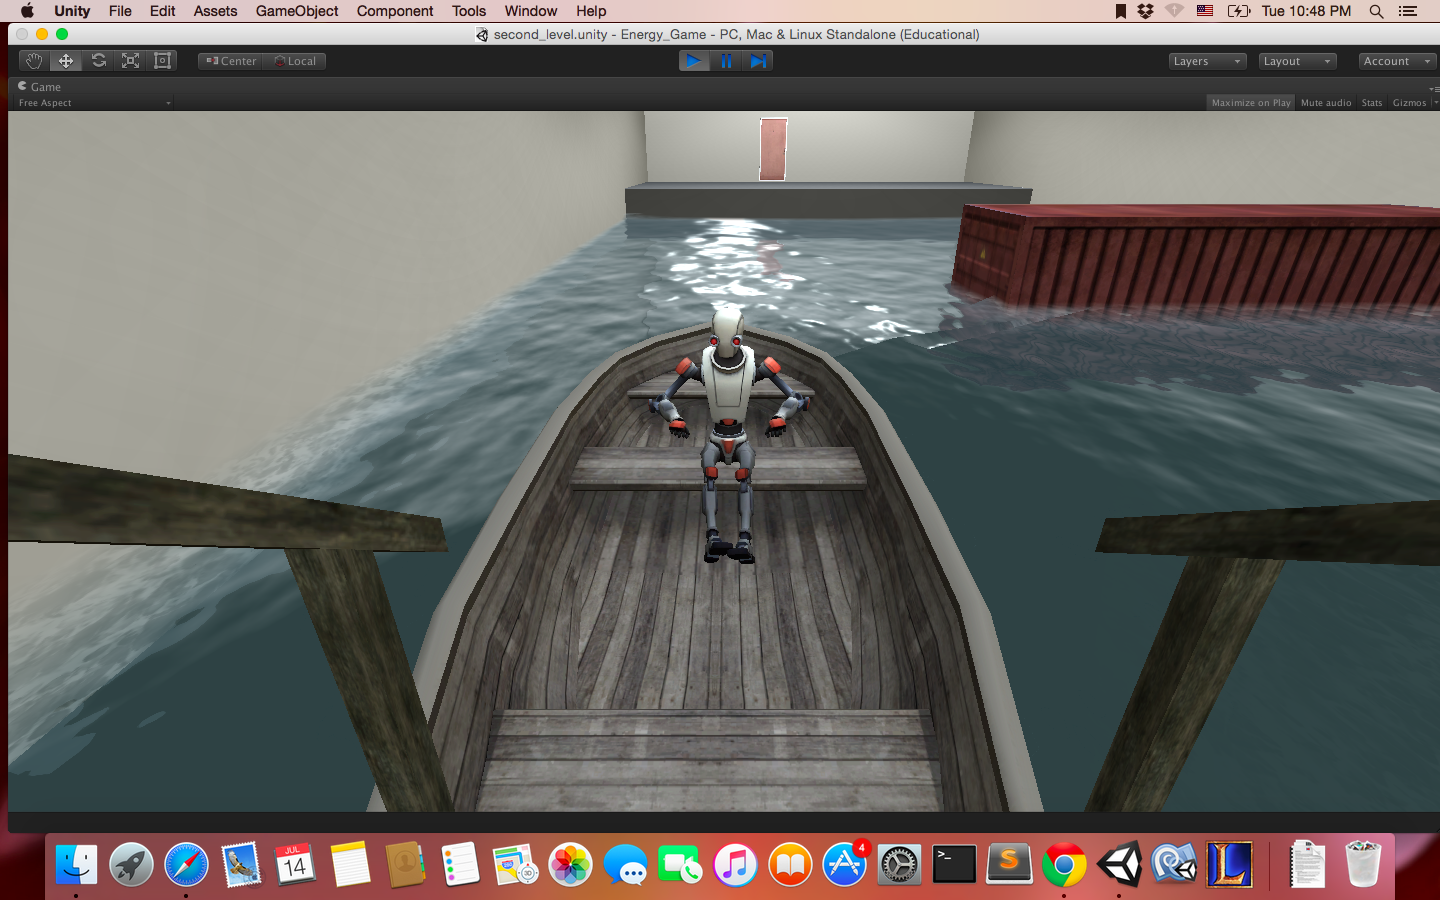 Unity File Edit Assets GameObject Component Tools Window Help Tue 10:48 PM
second_level.unity - Energy_Game - PC, Mac & Linux Standalone (Educational)
Center Local Layers Layout Account
Game
Free Aspect Maximize on Play Mute audio Stats Gizmos
JUL
14
4
>_
S
L